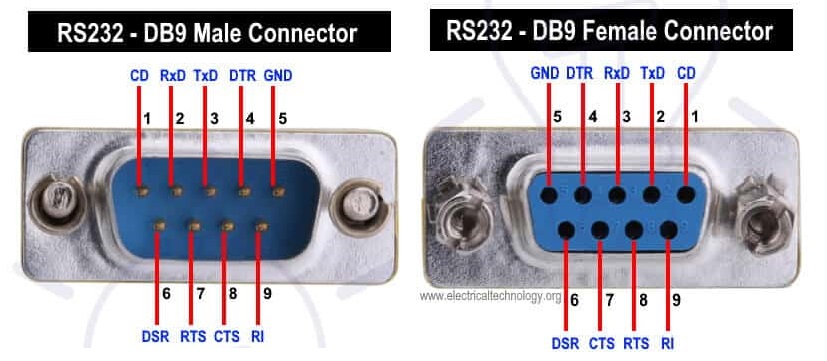 RS232 - DB9 Male Connector
CD RxD TxD DTR GND
1 2 3 4 5
6 7 8 9
DSR RTS CTS RI
RS232 - DB9 Female Connector
GND DTR RxD TxD CD
5 4 3 2 1
www.electricaltechnology.org
6 7 8 9
DSR CTS RTS RI